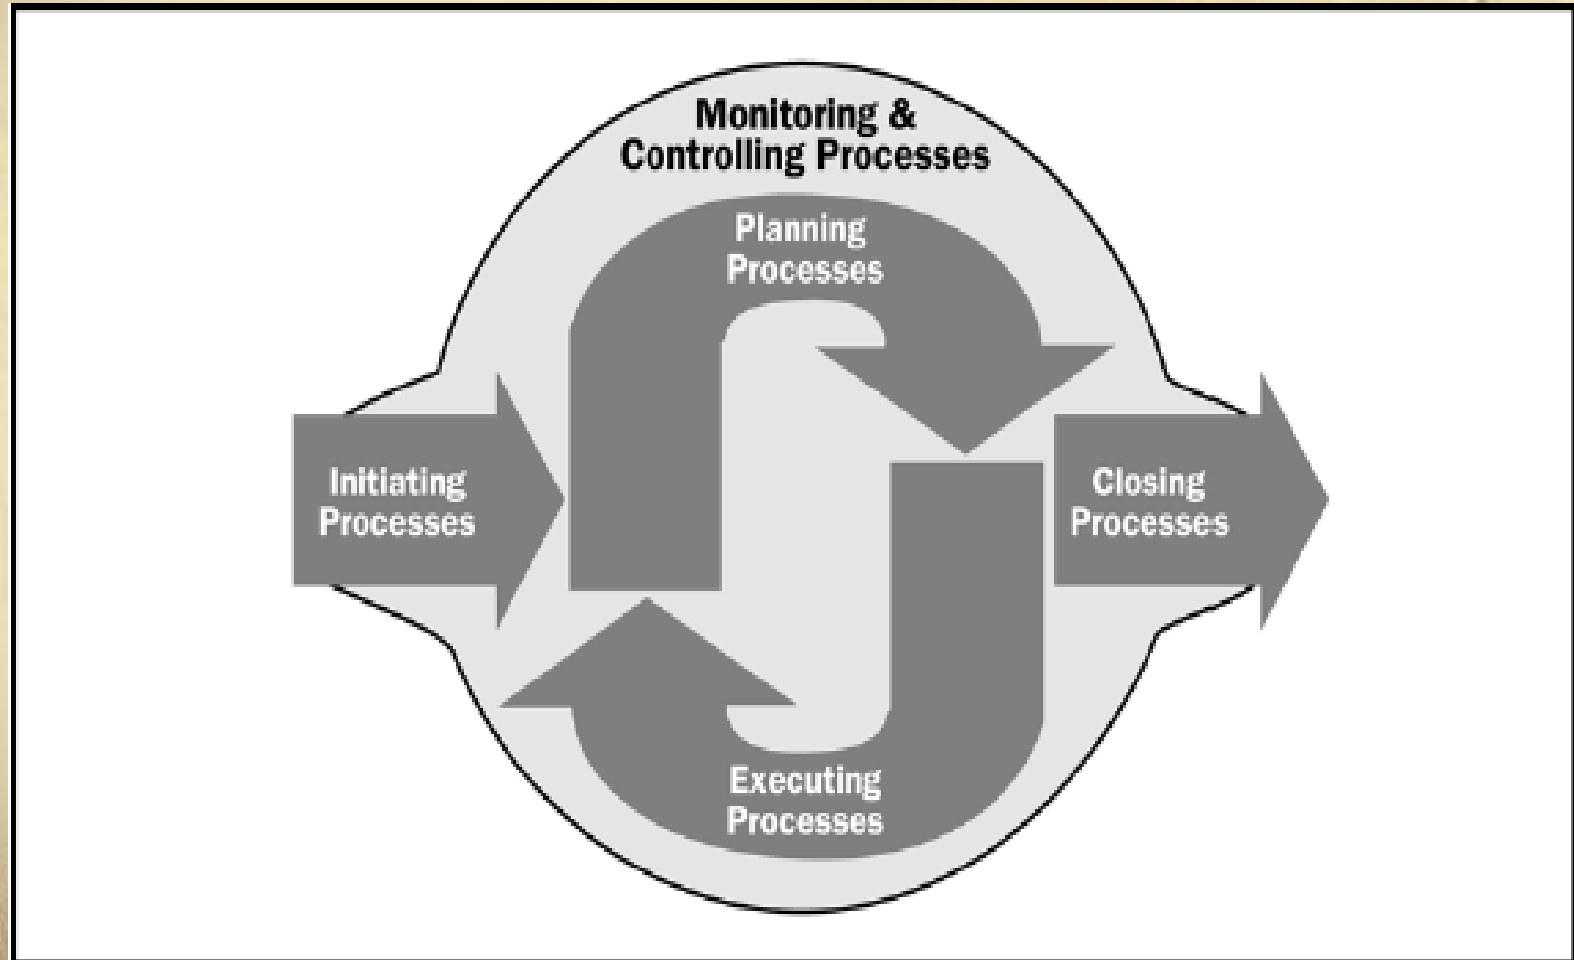 Monitoring &
Controlling Processes
Planning
Processes
Initiating
Processes
Closing
Processes
Executing
Processes